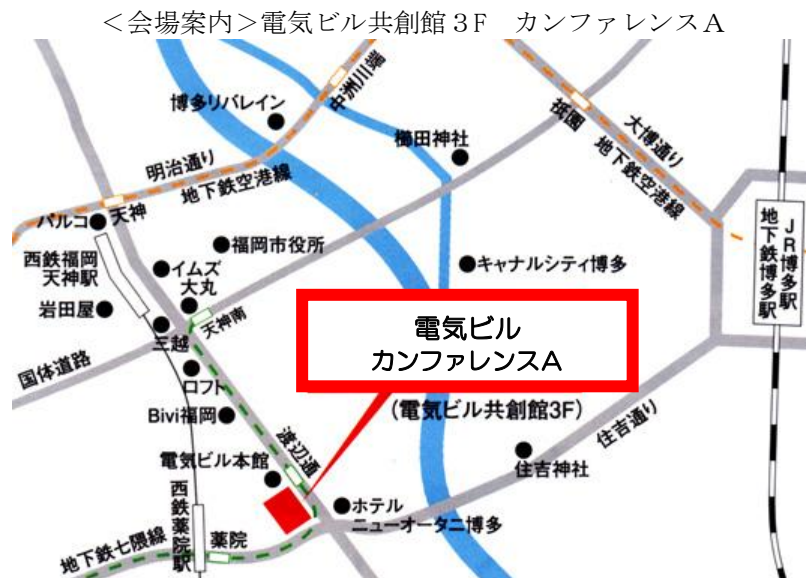 ＜会場案内＞電気ビル共創館３F　カンファレンスA
博多リバレイン
中洲川端
祇園
大博通り
地下鉄空港線
櫛田神社
明治通り
地下鉄空港線
パルコ
天神
西鉄福岡
天神駅
福岡市役所
イムズ
大丸
キャナルシティ博多
JR博多駅
地下鉄博多駅
岩田屋
三越
天神南
国体道路
ロフト
電気ビル
カンファレンスA
(電気ビル共創館3F)
Bivi福岡
渡辺通
住吉通り
住吉神社
電気ビル本館
ホテル
ニューオータニ博多
西鉄薬院駅
薬院
地下鉄七隈線